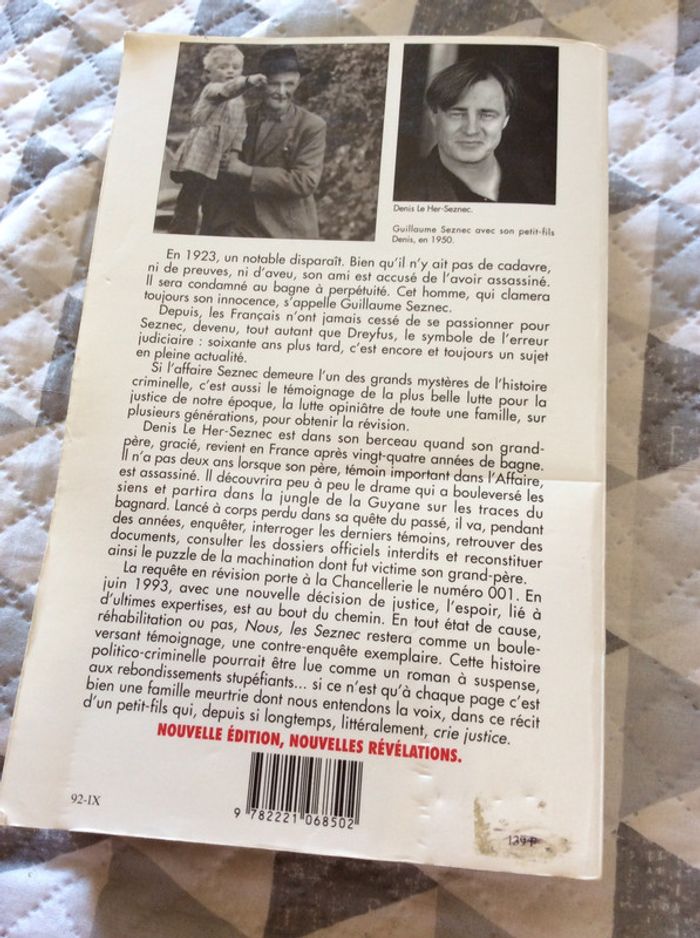 Denis Le Her-Seznec.
Guillaume Seznec avec son petit-fils
Denis, en 1950.
En 1923, un notable disparaît. Bien qu'il n'y ait pas de cadavre,
ni de preuves, ni d'aveu, son ami est accusé de l'avoir assassiné.
Il sera condamné au bagne à perpétuité. Cet homme, qui clamera
toujours son innocence, s'appelle Guillaume Seznec.
Depuis, les Français n'ont jamais cessé de se passionner pour
Seznec, devenu, tout autant que Dreyfus, le symbole de l'erreur
judiciaire : soixante ans plus tard, c'est encore et toujours un sujet
en pleine actualité.
Si l'affaire Seznec demeure l'un des grands mystères de l'histoire
criminelle, c'est aussi le témoignage de la plus belle lutte pour la
justice de notre époque, la lutte opiniâtre de toute une famille, sur
plusieurs générations, pour obtenir la révision.
Denis Le Her-Seznec est dans son berceau quand son grand-
père, gracié, revient en France après vingt-quatre années de bagne.
Il n'a pas deux ans lorsque son père, témoin important dans l'Affaire,
est assassiné. Il découvrira peu à peu le drame qui a bouleversé les
siens et partira dans la jungle de la Guyane sur les traces du
bagnard. Lancé à corps perdu dans sa quête du passé, il va, pendant
des années, enquêter, interroger les derniers témoins, retrouver des
documents, consulter les dossiers officiels interdits et reconstituer
ainsi le puzzle de la machination dont fut victime son grand-père.
La requête en révision porte à la Chancellerie le numéro 001. En
juin 1993, avec une nouvelle décision de justice, l'espoir, lié à
d'ultimes expertises, est au bout du chemin. En tout état de cause,
réhabilitation ou pas, Nous, les Seznec restera comme un boule-
versant témoignage, une contre-enquête exemplaire. Cette histoire
politico-criminelle pourrait être lue comme un roman à suspense,
aux rebondissements stupéfiants... si ce n'est qu'à chaque page c'est
bien une famille meurtrie dont nous entendons la voix, dans ce récit
d'un petit-fils qui, depuis si longtemps, littéralement, crie justice.
NOUVELLE ÉDITION, NOUVELLES RÉVÉLATIONS.
92-IX
9 782221 068502
139 F